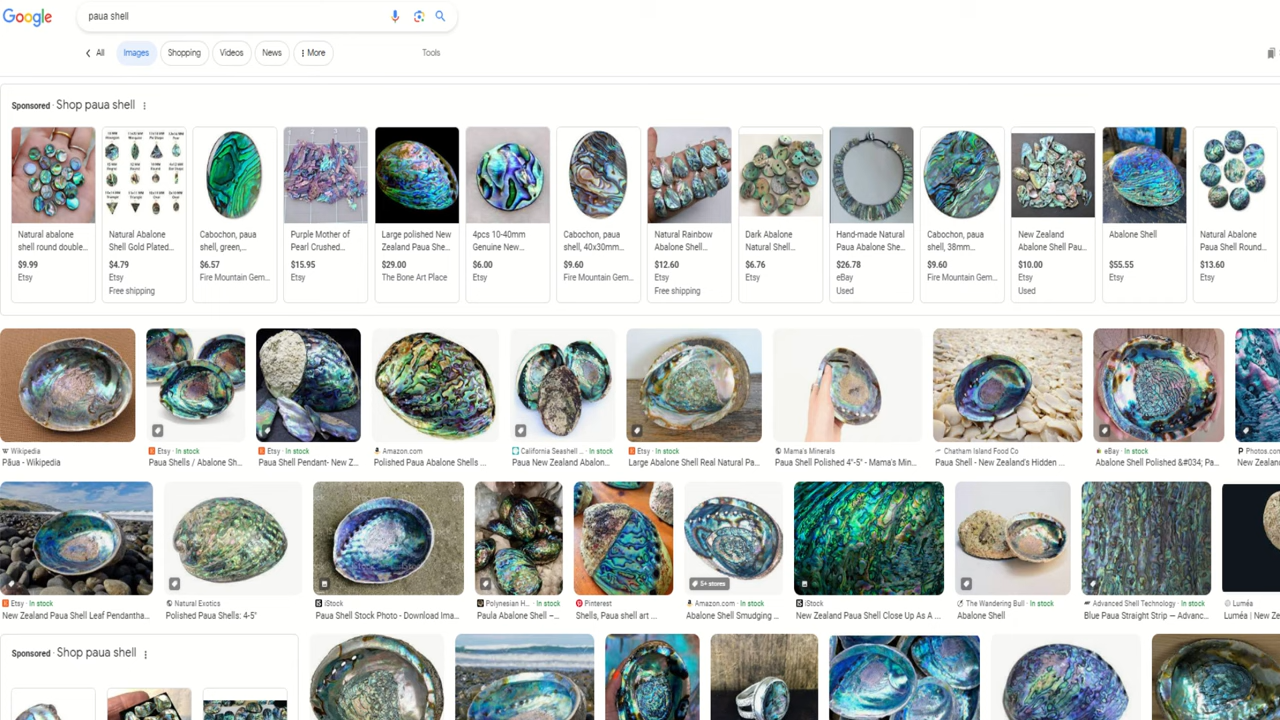 Google
paua shell
All
Images
Shopping
Videos
News
More
Tools
Sponsored · Shop paua shell
Natural abalone
shell round double...
$9.99
Etsy
Natural Abalone
Shell Gold Plated...
$4.79
Etsy
Free shipping
Cabochon, paua
shell, green,...
$6.57
Fire Mountain Gem...
Purple Mother of
Pearl Crushed...
$15.95
Etsy
Large polished New
Zealand Paua She...
$29.00
The Bone Art Place
4pcs 10-40mm
Genuine New...
$6.00
Etsy
Cabochon, paua
shell, 40x30mm...
$9.60
Fire Mountain Gem...
Natural Rainbow
Abalone Shell...
$12.60
Etsy
Free shipping
Dark Abalone
Natural Shell...
$6.76
Etsy
Hand-made Natural
Paua Abalone She...
$26.78
eBay
Used
Cabochon, paua
shell, 38mm...
$9.60
Fire Mountain Gem...
New Zealand
Abalone Shell Pau...
$10.00
Etsy
Used
Abalone Shell
$55.55
Etsy
Natural Abalone
Paua Shell Round...
$13.60
Etsy
Wikipedia
Pāua - Wikipedia
Etsy · In stock
Paua Shells / Abalone Sh...
Etsy · In stock
Paua Shell Pendant- New Z...
Amazon.com
Polished Paua Abalone Shells ...
California Seashell ... · In stock
Paua New Zealand Abalon...
Etsy · In stock
Large Abalone Shell Real Natural Pa...
Mama's Minerals
Paua Shell Polished 4"-5" - Mama's Min...
Chatham Island Food Co
Paua Shell - New Zealand's Hidden ...
eBay · In stock
Abalone Shell Polished &#034; Pa...
Photos.com
New Zealand
Etsy · In stock
New Zealand Paua Shell Leaf Pendantha...
Natural Exotics
Polished Paua Shells: 4-5"
iStock
Paua Shell Stock Photo - Download Ima...
Polynesian H... · In stock
Paula Abalone Shell –...
Pinterest
Shells, Paua shell art ...
5+ stores
Amazon.com · In stock
Abalone Shell Smudging ...
iStock
New Zealand Paua Shell Close Up As A ...
The Wandering Bull · In stock
Abalone Shell
Advanced Shell Technology · In stock
Blue Paua Straight Strip — Advanc...
Luméa
Luméa | New Ze
Sponsored · Shop paua shell